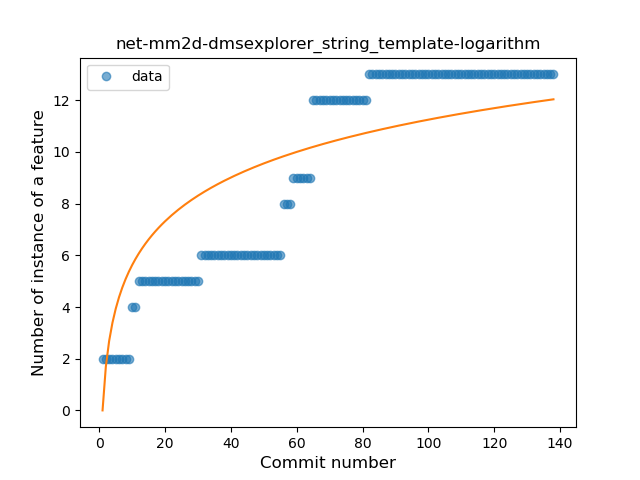 net-mm2d-dmsexplorer_string_template-logarithm
data
Number of instance of a feature
12
10
8
6
4
2
0
0 20 40 60 80 100 120 140
Commit number